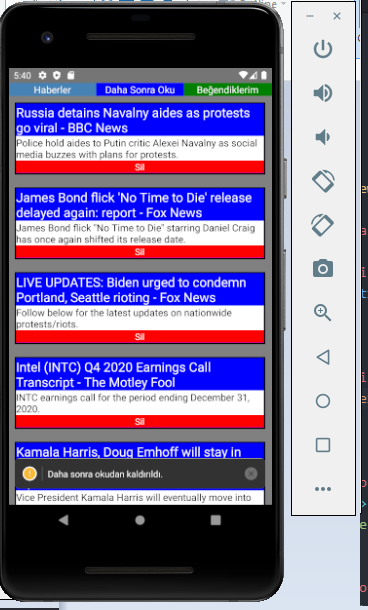 5:40
Haberler Daha Sonra Oku Beğendiklerim
Russia detains Navalny aides as protests
go viral - BBC News
Police hold aides to Putin critic Alexei Navalny as social
media buzzes with plans for protests.
Sil
James Bond flick 'No Time to Die' release
delayed again: report - Fox News
James Bond flick "No Time to Die" starring Daniel Craig
has once again shifted its release date.
Sil
LIVE UPDATES: Biden urged to condemn
Portland, Seattle rioting - Fox News
Follow below for the latest updates on nationwide
protests/riots.
Sil
Intel (INTC) Q4 2020 Earnings Call
Transcript - The Motley Fool
INTC earnings call for the period ending December 31,
2020.
Sil
Kamala Harris, Doug Emhoff will stay in
Daha sonra okudan kaldırıldı.
Vice President Kamala Harris will eventually move into